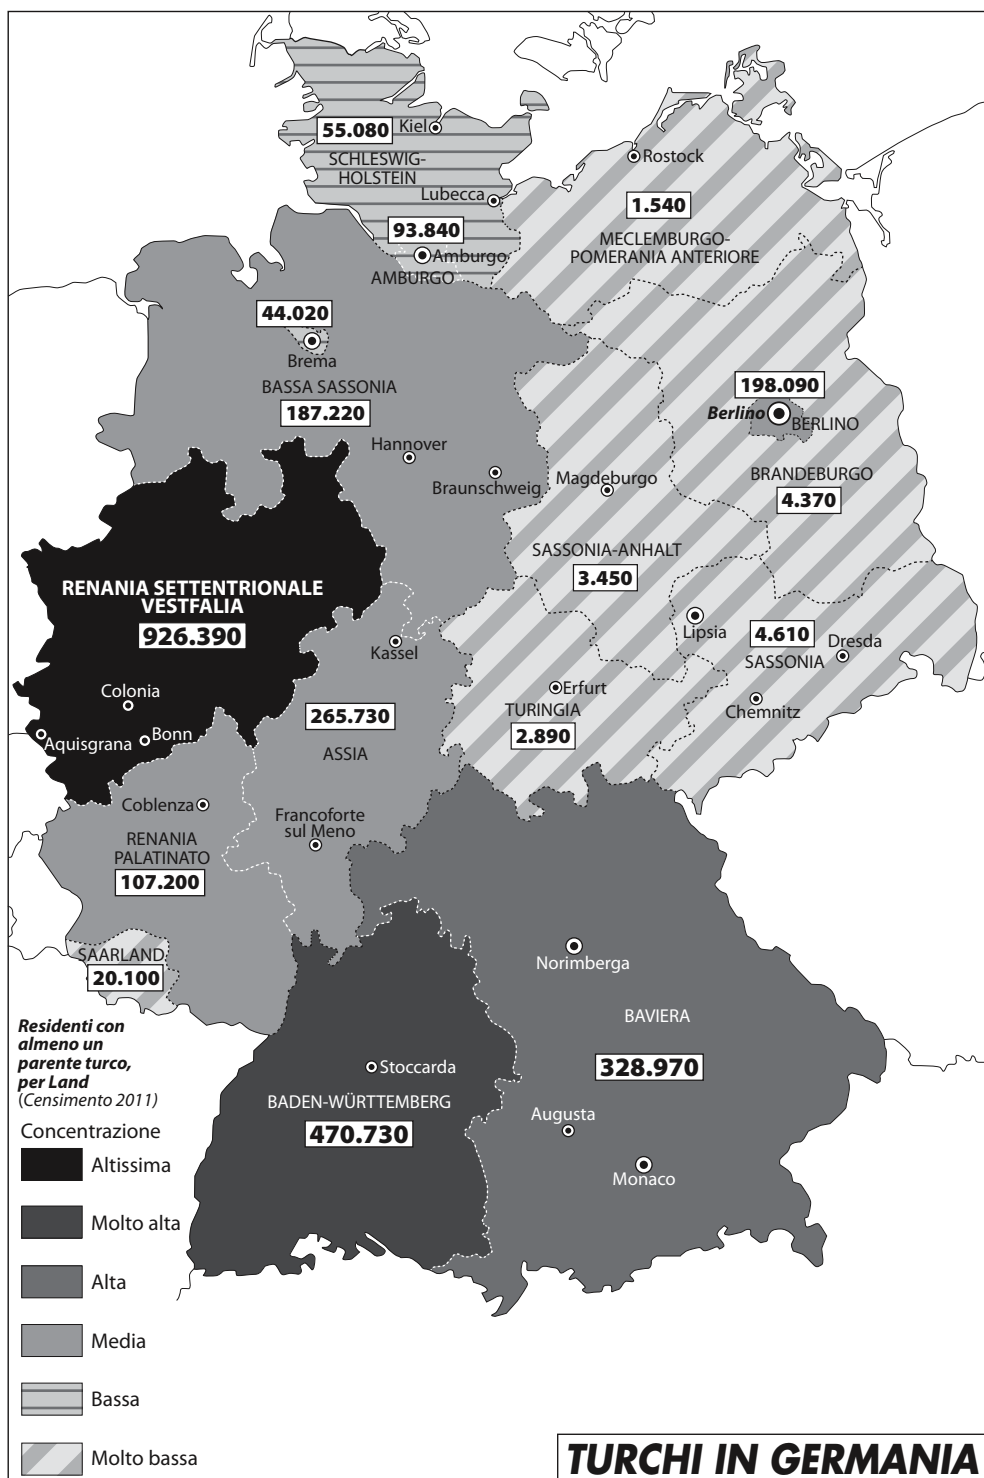 55.080
Kiel
SCHLESWIG-
HOLSTEIN
Lubecca
Rostock
1.540
MECLEMBURGO-
POMERANIA ANTERIORE
93.840
Amburgo
AMBURGO
44.020
Brema
BASSA SASSONIA
187.220
Hannover
Braunschweig
198.090
Berlino
BERLINO
BRANDEBURGO
4.370
Magdeburgo
SASSONIA-ANHALT
3.450
RENANIA SETTENTRIONALE
VESTFALIA
926.390
Kassel
Lipsia
4.610
Dresda
SASSONIA
Chemnitz
Erfurt
TURINGIA
2.890
Colonia
Bonn
Aquisgrana
265.730
ASSIA
Coblenza
Francoforte
sul Meno
RENANIA
PALATINATO
107.200
SAARLAND
20.100
Norimberga
BAVIERA
328.970
Stoccarda
BADEN-WÜRTTEMBERG
470.730
Augusta
Monaco
Residenti con
almeno un
parente turco,
per Land
(Censimento 2011)
Concentrazione
Altissima
Molto alta
Alta
Media
Bassa
Molto bassa
TURCHI IN GERMANIA